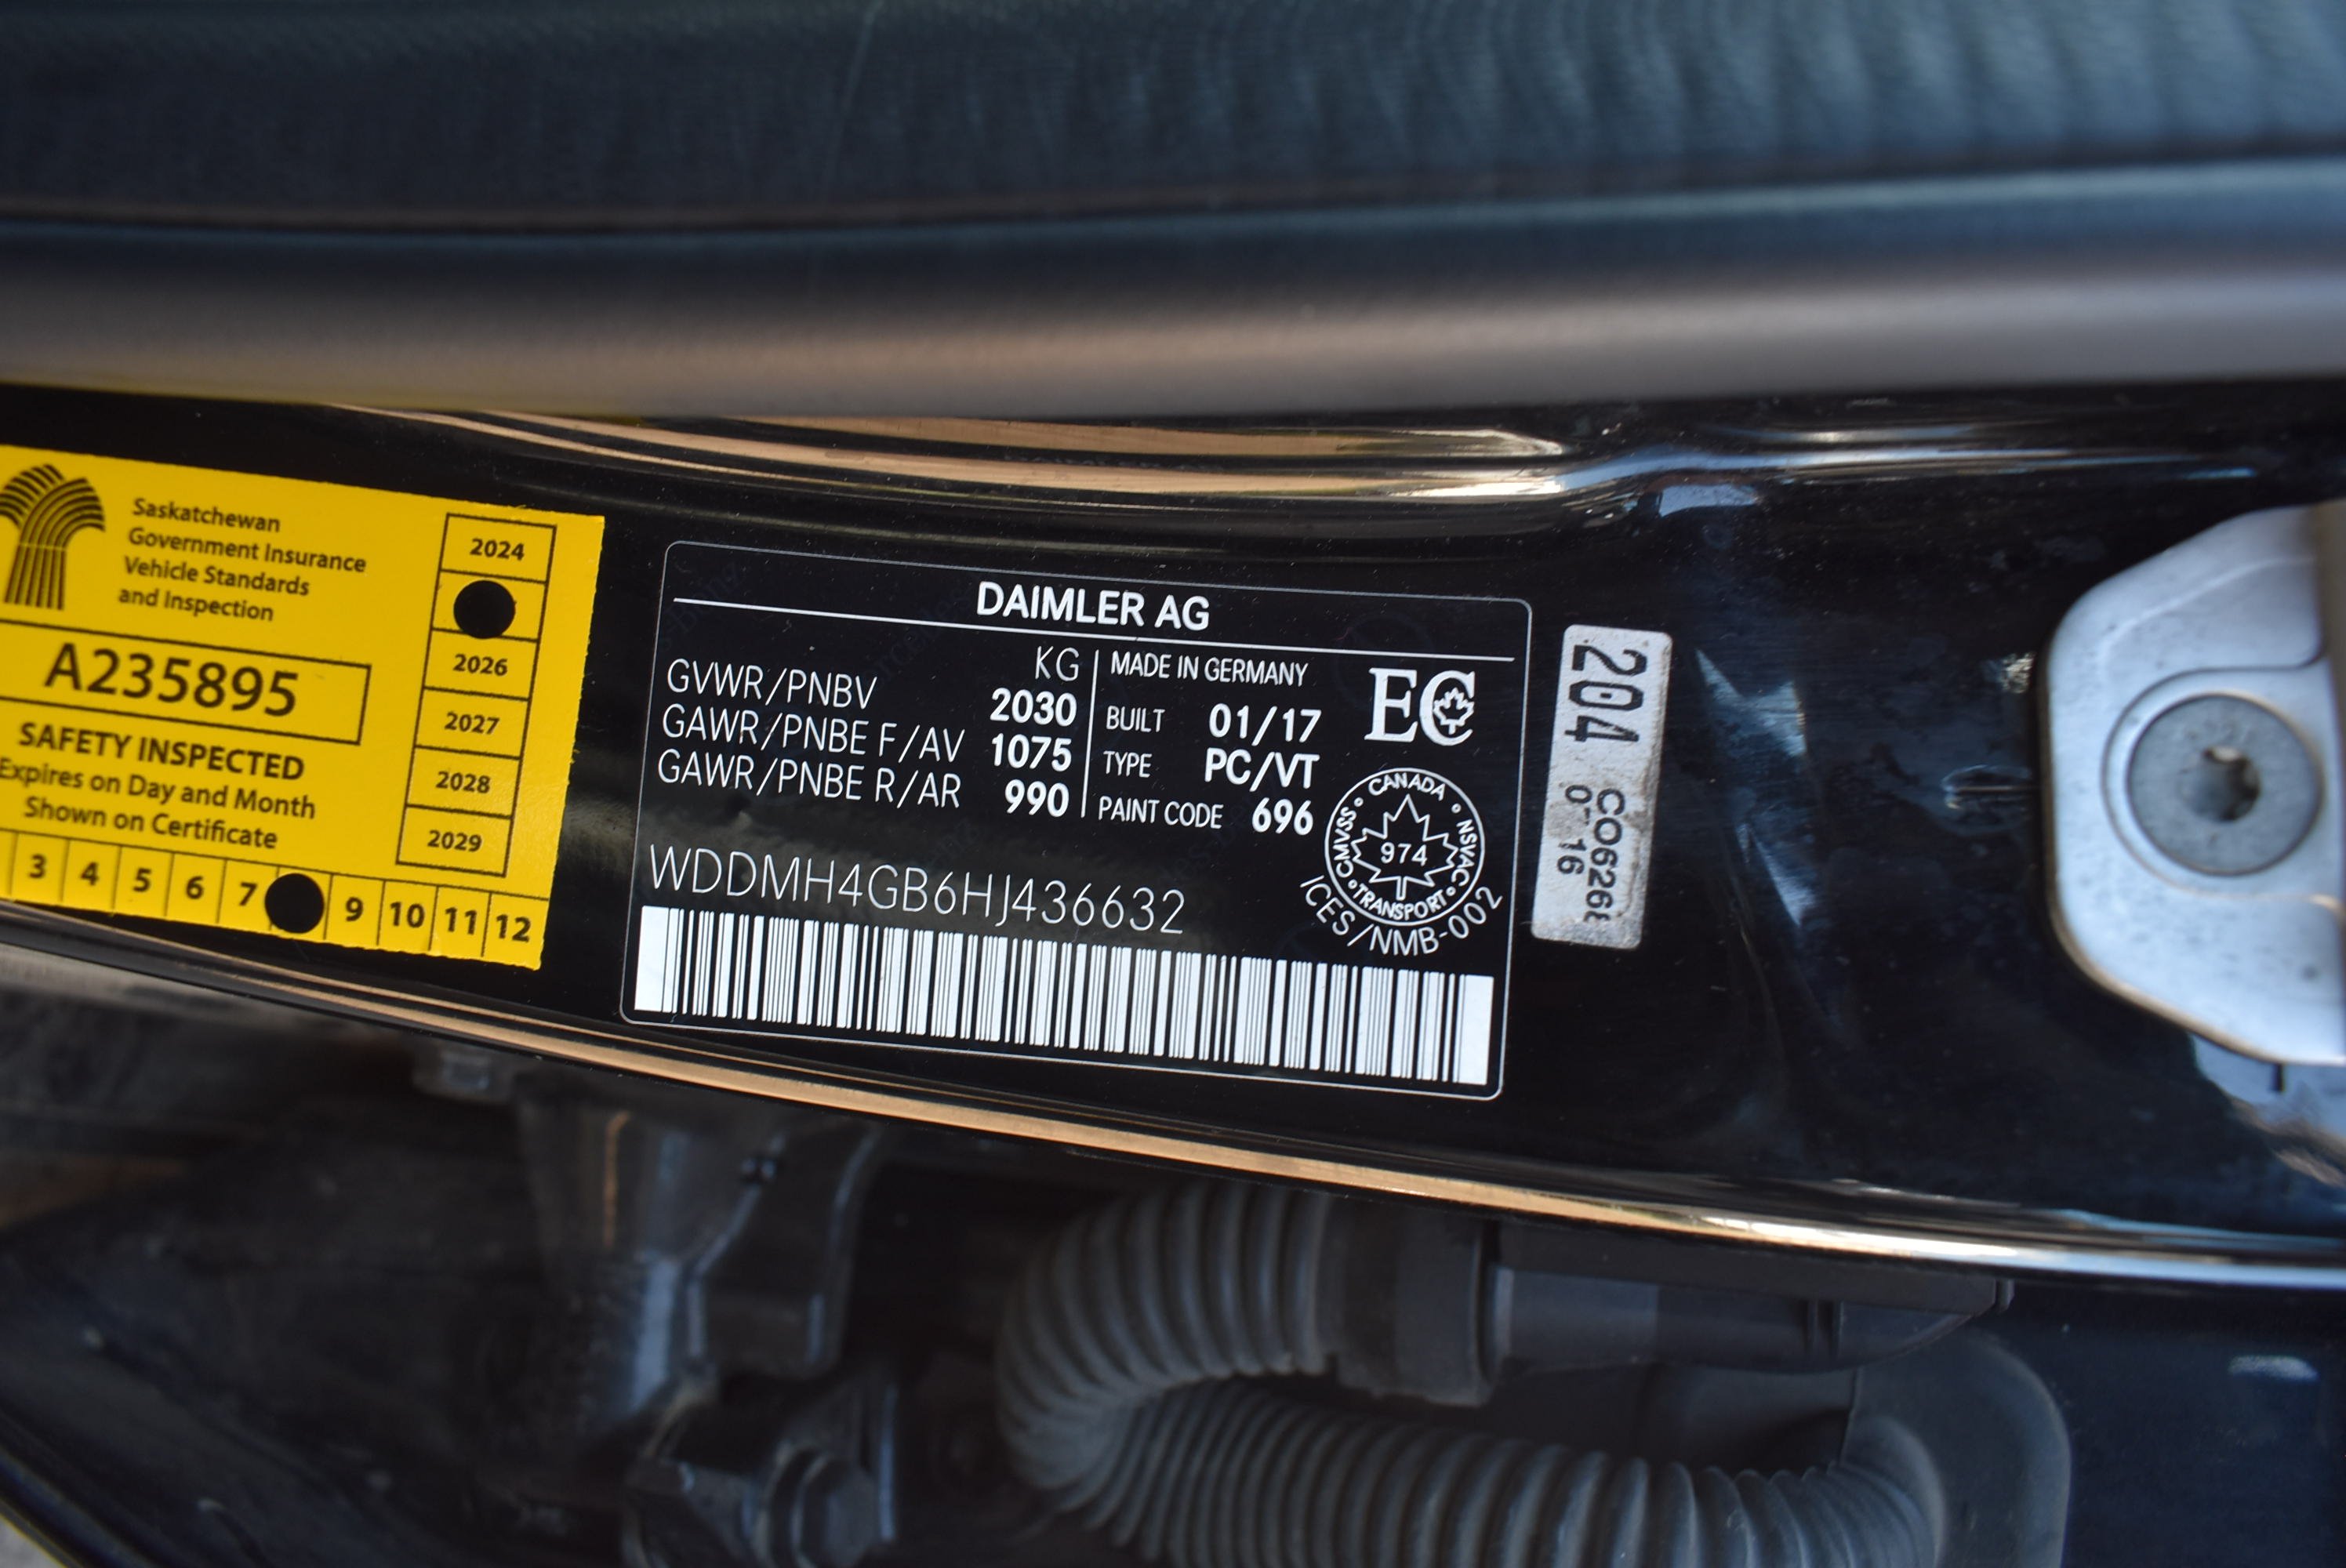 Saskatchewan
Government Insurance
Vehicle Standards
and Inspection
A235895
SAFETY INSPECTED
Expires on Day and Month
Shown on Certificate
2024
2026
2027
2028
2029
3 4 5 6 7 9 10 11 12
DAIMLER AG
KG
GVWR/PNBV 2030
GAWR/PNBE F/AV 1075
GAWR/PNBE R/AR 990
MADE IN GERMANY
BUILT 01/17
TYPE PC/VT
PAINT CODE 696
EC
CANADA
NSVAC
TRANSPORT
CMVSS
974
ICES/NMB-002
WDDMH4GB6HJ436632
204